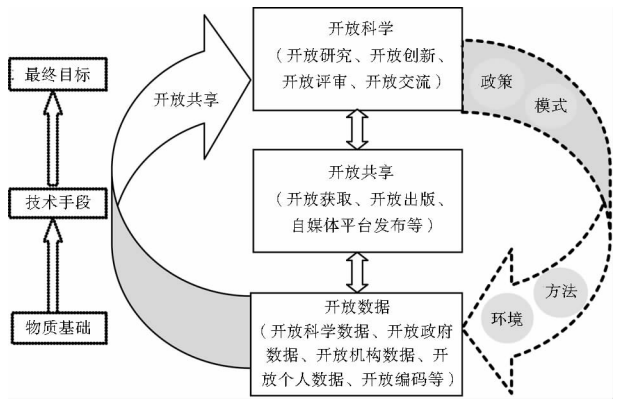 开放科学
（开放研究、开放创新、
开放评审、开放交流）
最终目标
开放共享
政策
模式
开放共享
（开放获取、开放出版、
自媒体平台发布等）
技术手段
开放数据
（开放科学数据、开放政府
数据、开放机构数据、开
放个人数据、开放编码等）
物质基础
方法
环境